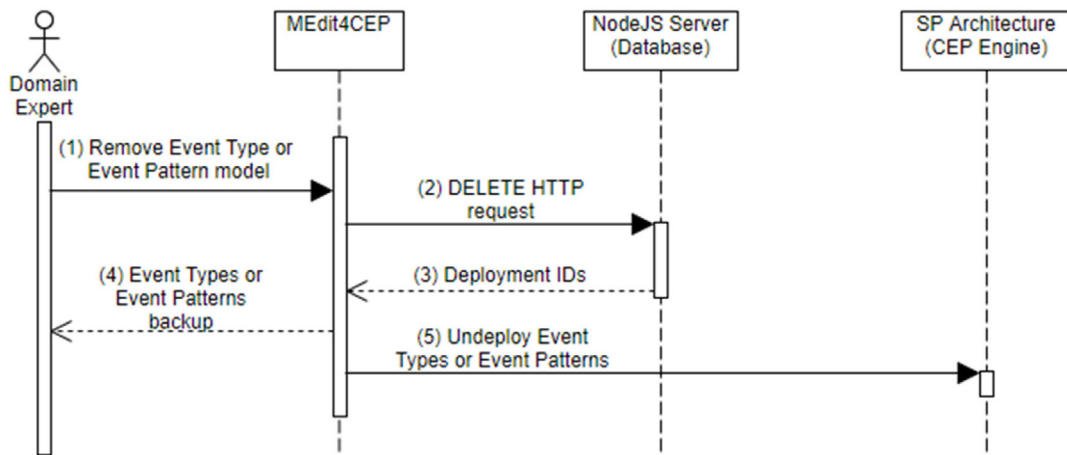 MEdit4CEP
NodeJS Server
(Database)
SP Architecture
(CEP Engine)
Domain
Expert
(1) Remove Event Type or
Event Pattern model
(2) DELETE HTTP
request
(3) Deployment IDs
(4) Event Types or
Event Patterns
backup
(5) Undeploy Event
Types or Event Patterns